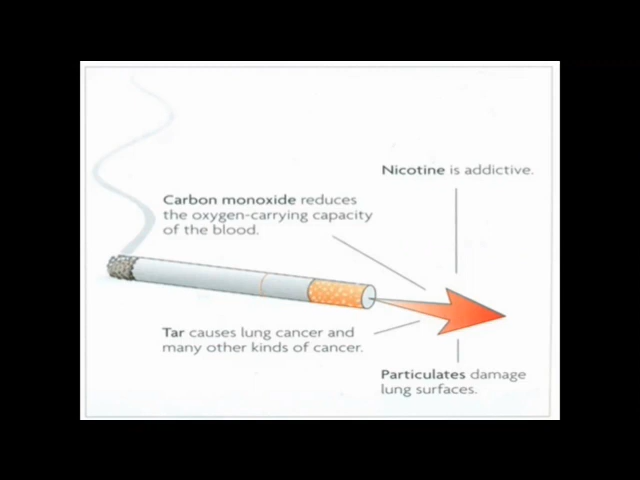 Nicotine is addictive.
Carbon monoxide reduces
the oxygen-carrying capacity
of the blood.
Tar causes lung cancer and
many other kinds of cancer.
Particulates damage
lung surfaces.